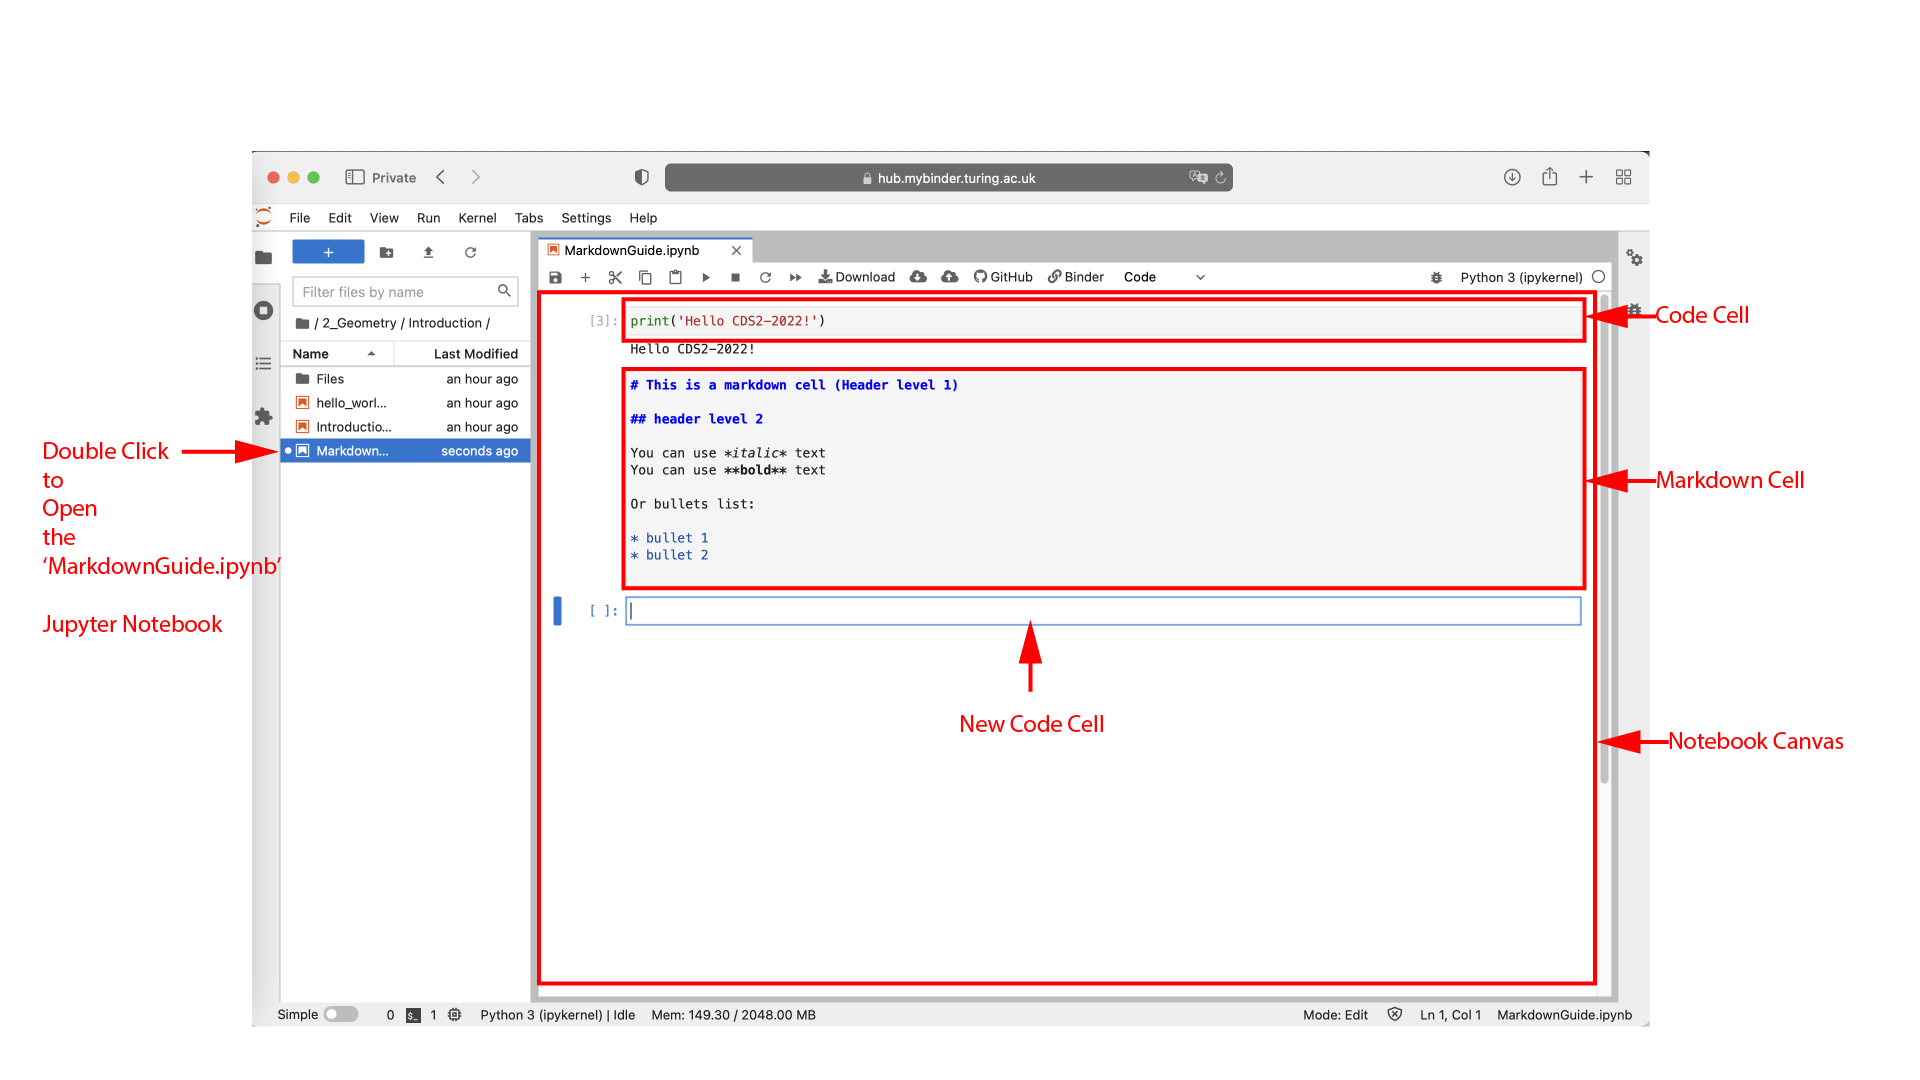 Private
hub.mybinder.turing.ac.uk
File Edit View Run Kernel Tabs Settings Help
+
Filter files by name
/ 2_Geometry / Introduction /
Name Last Modified
Files an hour ago
hello_worl... an hour ago
Introductio... an hour ago
Markdown... seconds ago
MarkdownGuide.ipynb
Download GitHub Binder Code Python 3 (ipykernel)
[3]: print('Hello CDS2-2022!')
Hello CDS2-2022!
# This is a markdown cell (Header level 1)
## header level 2
You can use *italic* text
You can use **bold** text
Or bullets list:
* bullet 1
* bullet 2
[ ]:
Double Click
to
Open
the
‘MarkdownGuide.ipynb’
Jupyter Notebook
Code Cell
Markdown Cell
New Code Cell
Notebook Canvas
Simple 0 $_ 1 Python 3 (ipykernel) | Idle Mem: 149.30 / 2048.00 MB Mode: Edit Ln 1, Col 1 MarkdownGuide.ipynb